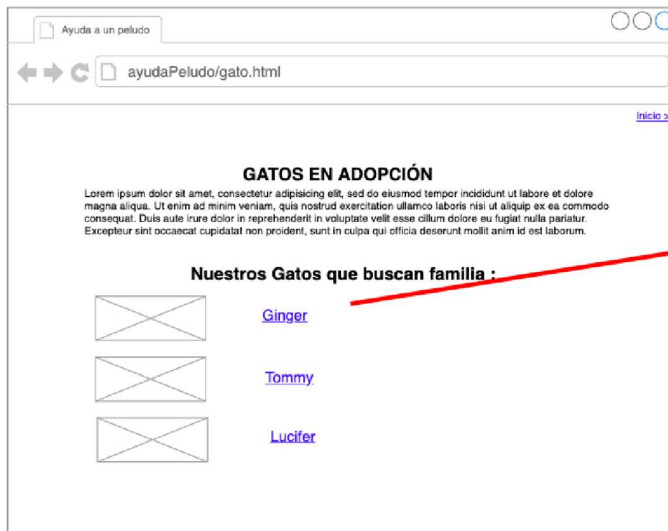 Ayuda a un peludo
ayudaPeludo/gato.html
Inicio >
GATOS EN ADOPCIÓN
Lorem ipsum dolor sit amet, consectetur adipisicing elit, sed do eiusmod tempor incididunt ut labore et dolore
magna aliqua. Ut enim ad minim veniam, quis nostrud exercitation ullamco laboris nisi ut aliquip ex ea commodo
consequat. Duis aute irure dolor in reprehenderit in voluptate velit esse cillum dolore eu fugiat nulla pariatur.
Excepteur sint occaecat cupidatat non proident, sunt in culpa qui officia deserunt mollit anim id est laborum.
Nuestros Gatos que buscan familia :
Ginger
Tommy
Lucifer